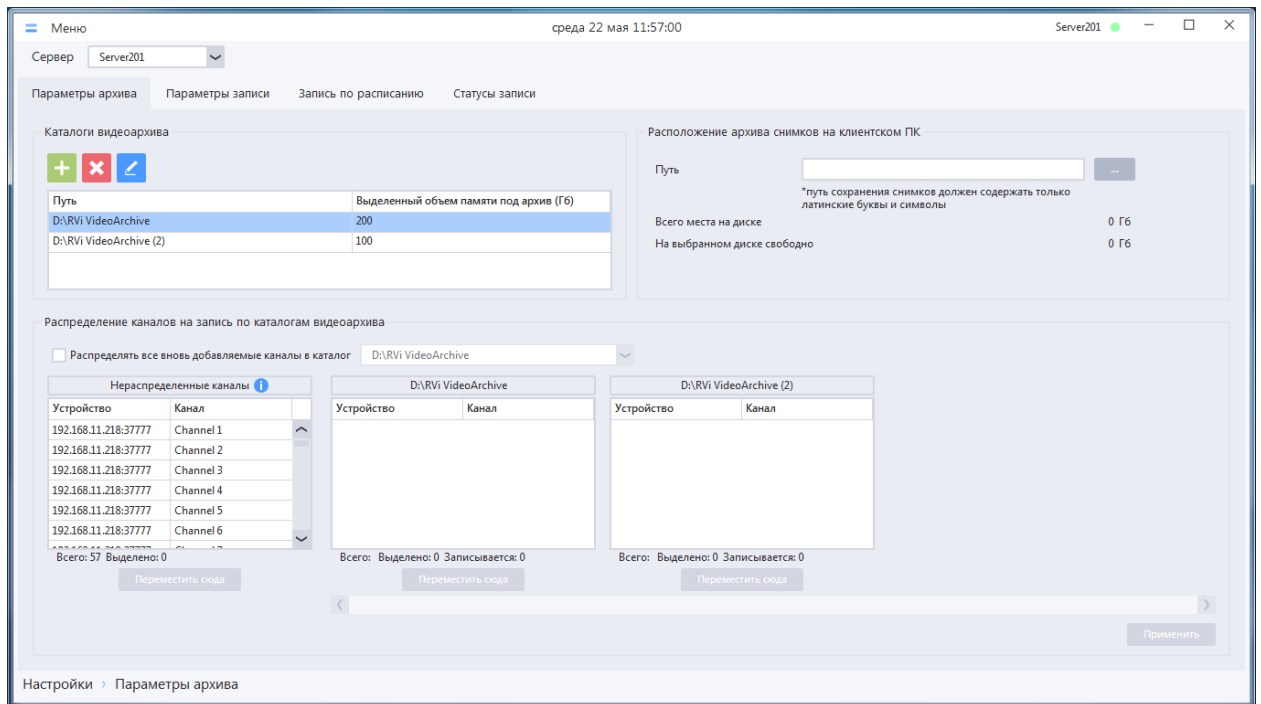 Меню
среда 22 мая 11:57:00
Server201
Сервер
Server201
Параметры архива
Параметры записи
Запись по расписанию
Статусы записи
Каталоги видеоархива
Путь
Выделенный объем памяти под архив (Гб)
D:\RVi VideoArchive
200
D:\RVi VideoArchive (2)
100
Расположение архива снимков на клиентском ПК
Путь
...
*путь сохранения снимков должен содержать только
латинские буквы и символы
Всего места на диске
0 Гб
На выбранном диске свободно
0 Гб
Распределение каналов на запись по каталогам видеоархива
Распределять все вновь добавляемые каналы в каталог
D:\RVi VideoArchive
Нераспределенные каналы
Устройство
Канал
192.168.11.218:37777
Channel 1
192.168.11.218:37777
Channel 2
192.168.11.218:37777
Channel 3
192.168.11.218:37777
Channel 4
192.168.11.218:37777
Channel 5
192.168.11.218:37777
Channel 6
Всего: 57 Выделено: 0
Переместить сюда
D:\RVi VideoArchive
Устройство
Канал
Всего: Выделено: 0 Записывается: 0
Переместить сюда
D:\RVi VideoArchive (2)
Устройство
Канал
Всего: Выделено: 0 Записывается: 0
Переместить сюда
Применить
Настройки › Параметры архива